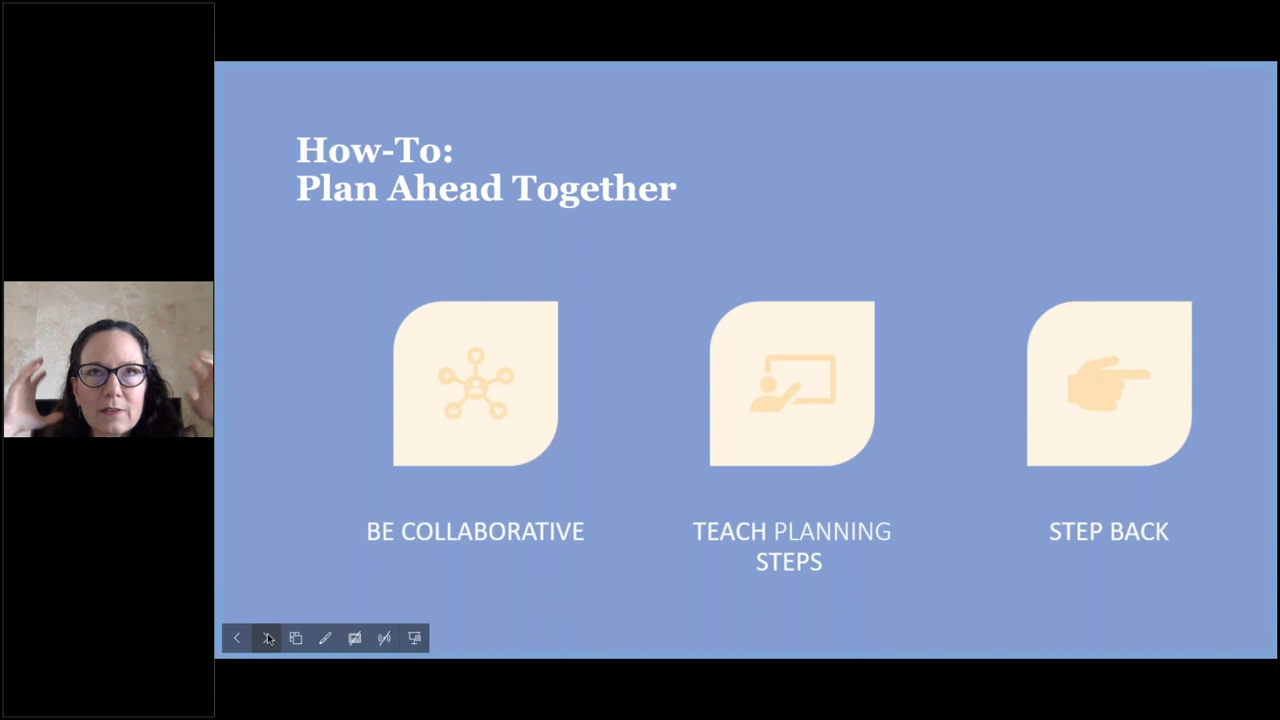 How-To:
Plan Ahead Together
BE COLLABORATIVE
TEACH PLANNING
STEPS
STEP BACK